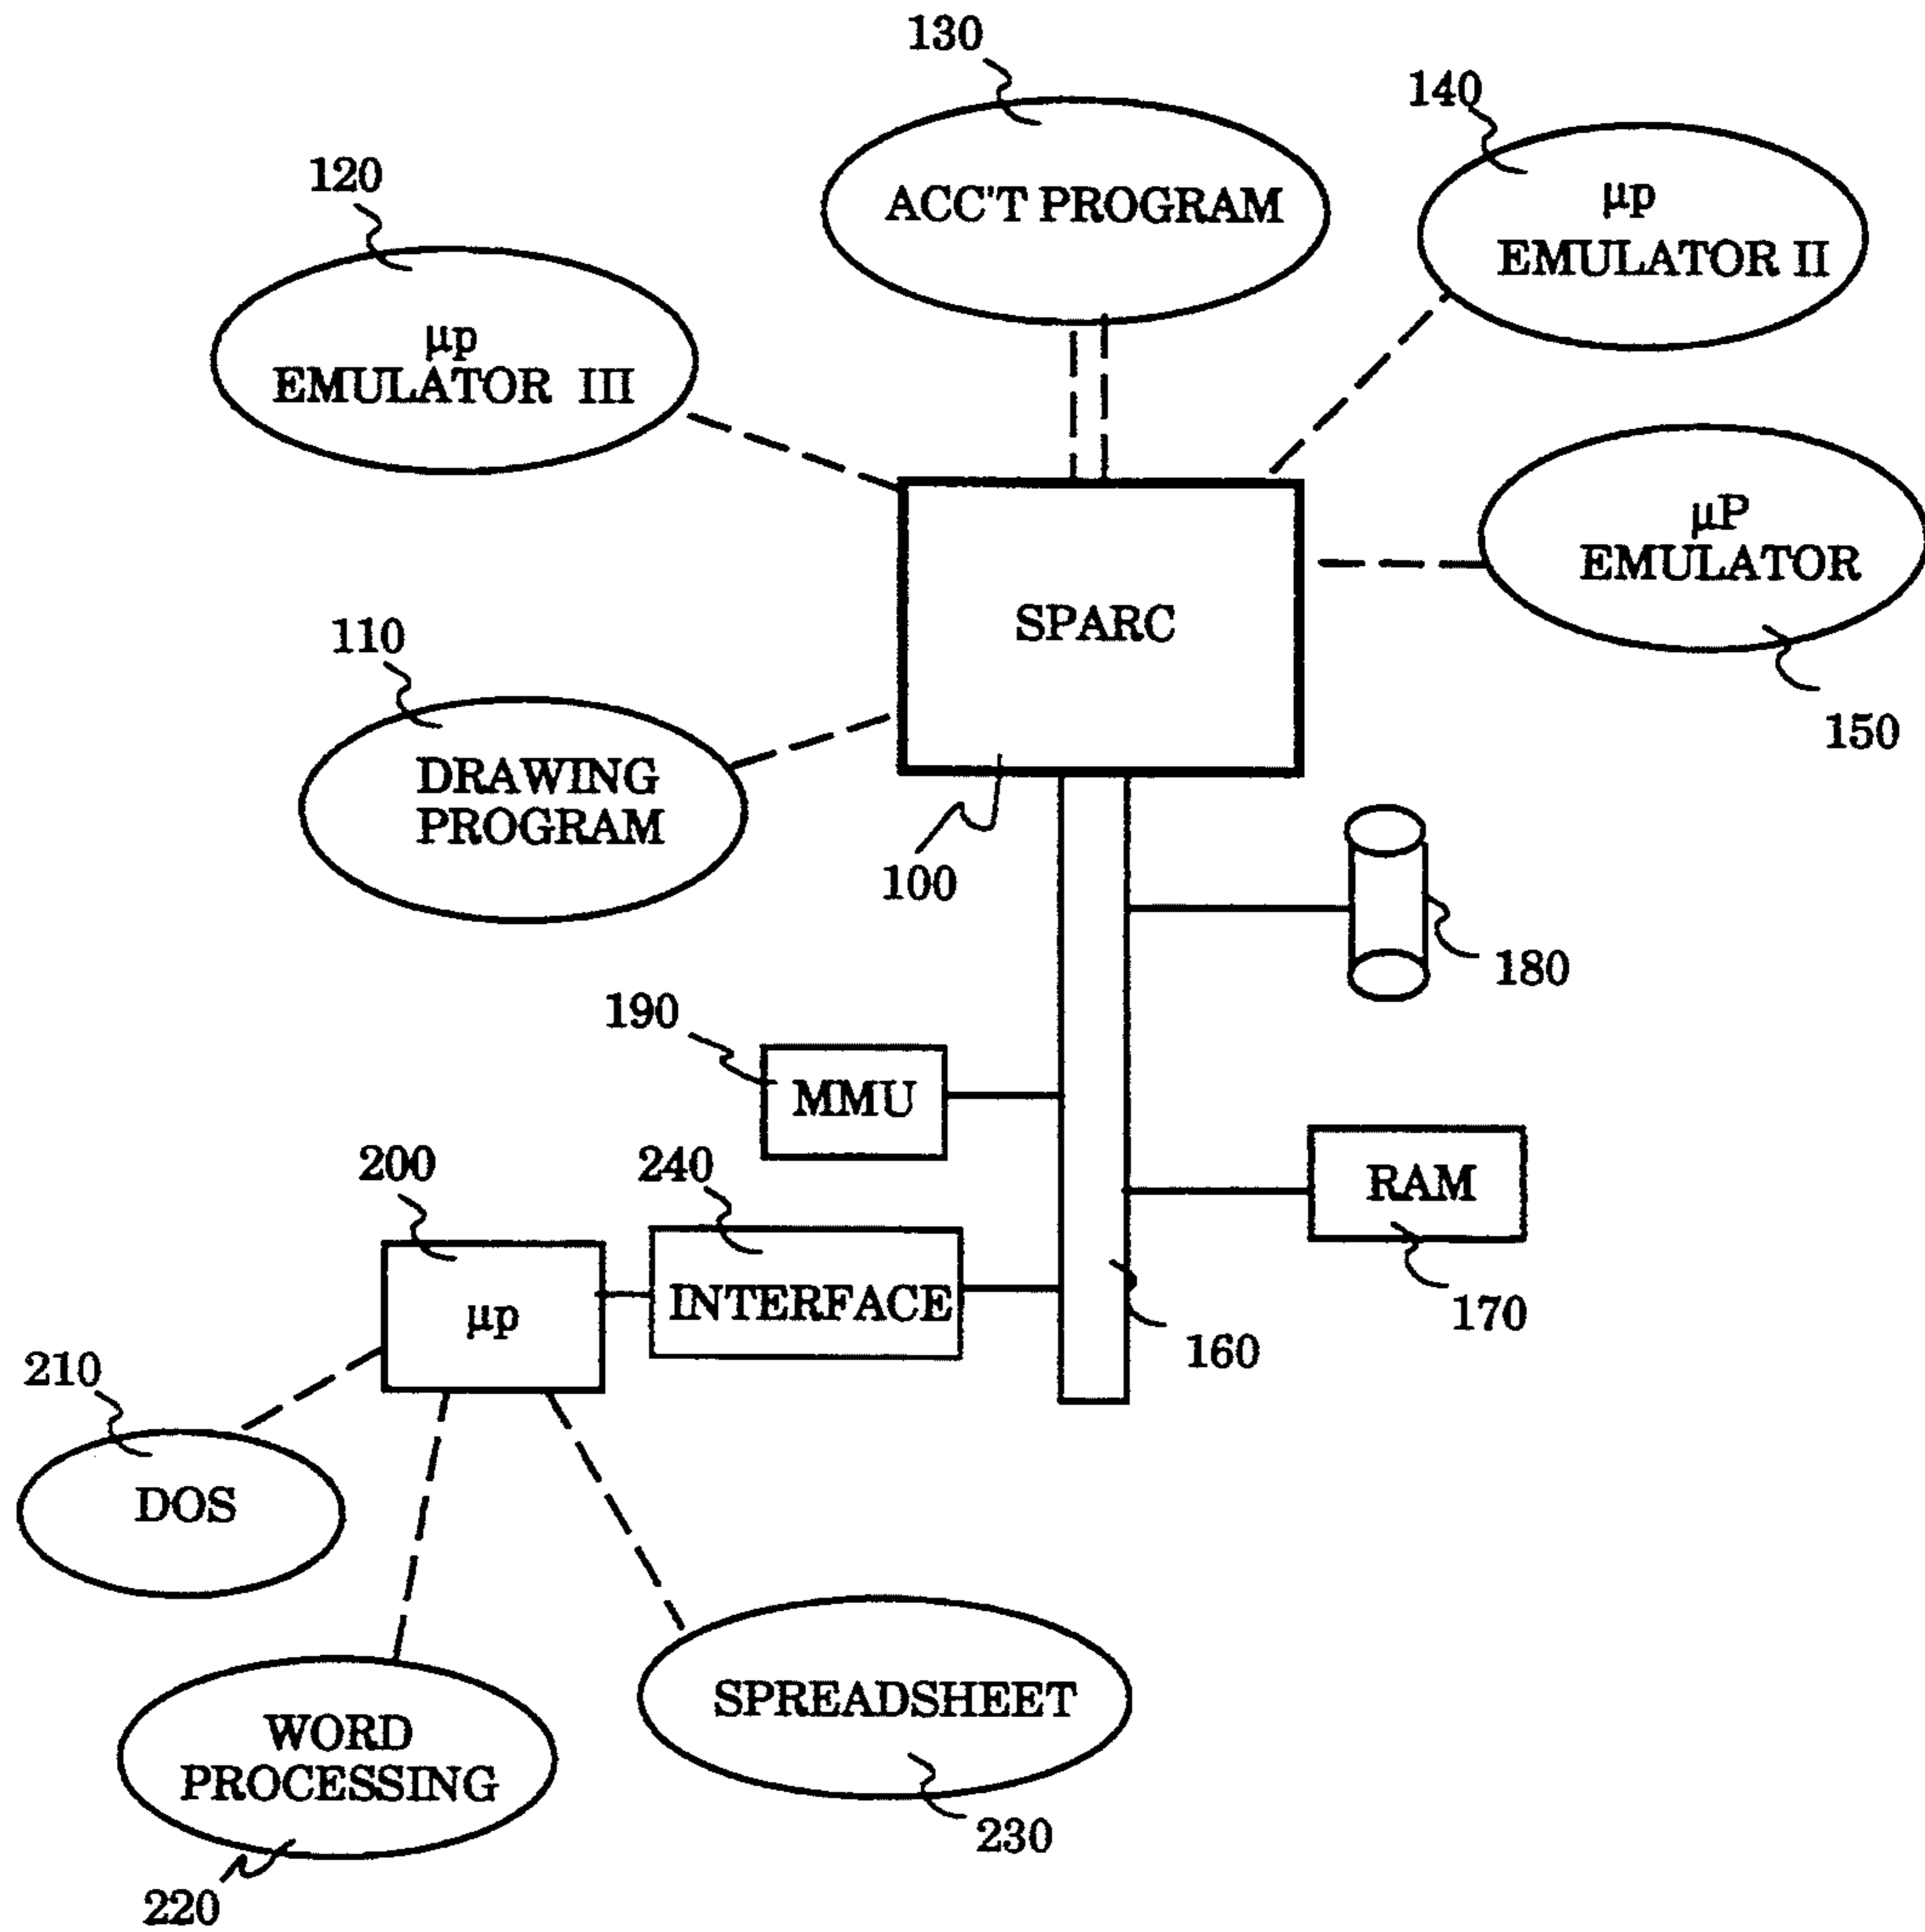 130
140
120
ACC'T PROGRAM
µp
EMULATOR II
µp
EMULATOR III
µP
EMULATOR
SPARC
110
150
DRAWING
PROGRAM
100
180
190
MMU
200
240
RAM
µp
INTERFACE
170
160
210
DOS
SPREADSHEET
WORD
PROCESSING
230
220